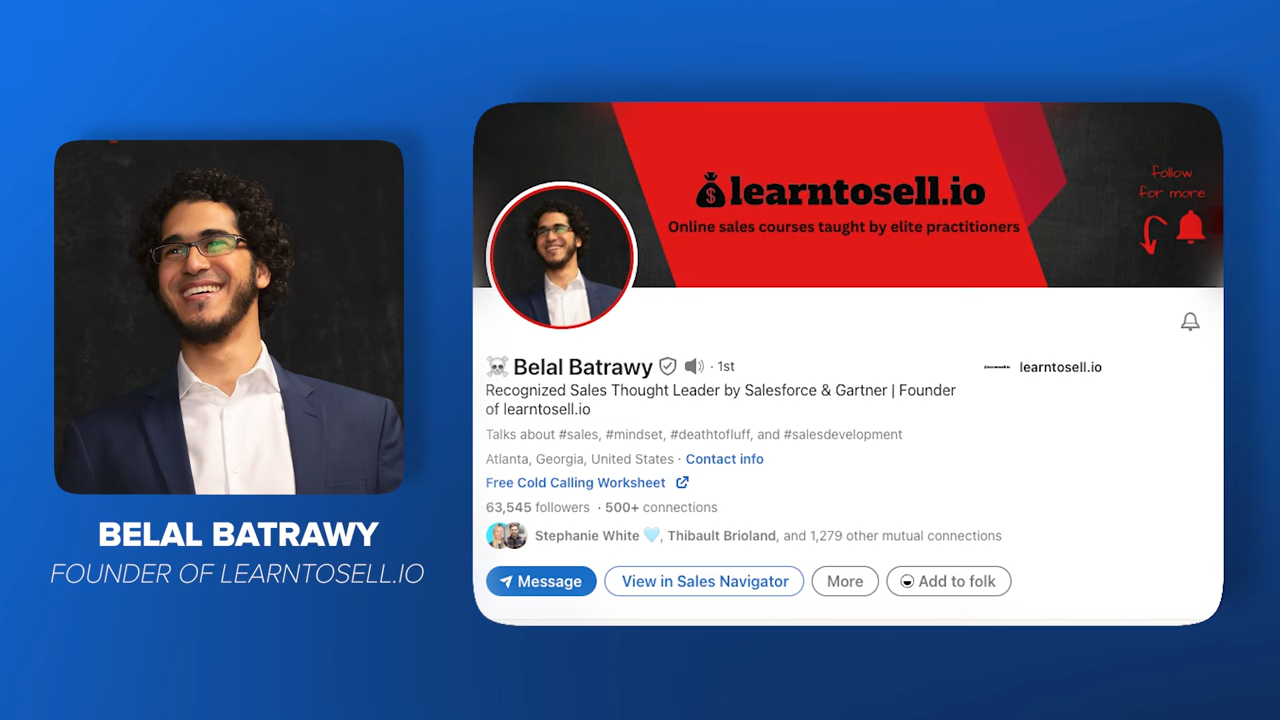 BELAL BATRAWY
FOUNDER OF LEARNTOSELL.IO
learntosell.io
Online sales courses taught by elite practitioners
follow
for more
☠️ Belal Batrawy · 1st
learntosell.io
Recognized Sales Thought Leader by Salesforce & Gartner | Founder
of learntosell.io
Talks about #sales, #mindset, #deathtofluff, and #salesdevelopment
Atlanta, Georgia, United States · Contact info
Free Cold Calling Worksheet
63,545 followers · 500+ connections
Stephanie White 🩵, Thibault Brioland, and 1,279 other mutual connections
Message
View in Sales Navigator
More
Add to folk